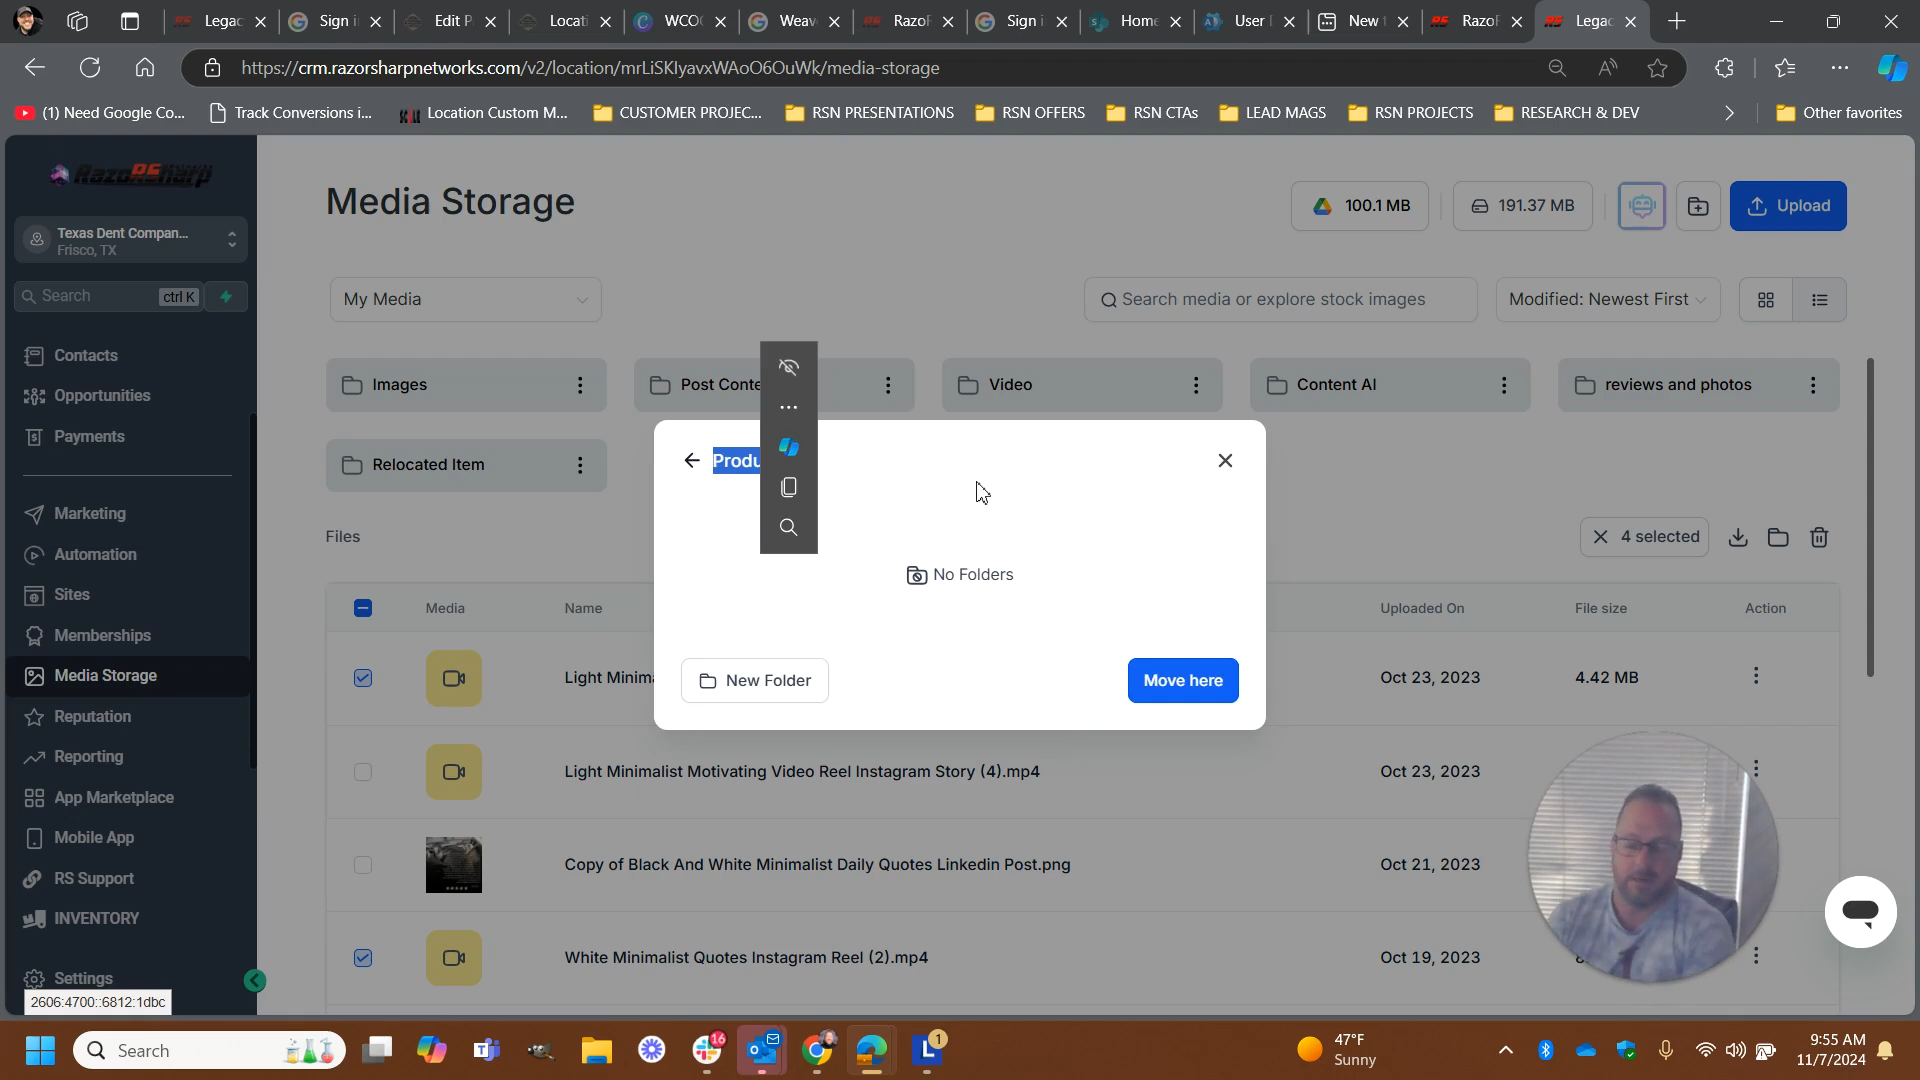 Legac
Sign i
Edit P
Locati
WCO
Weav
RazoR
Sign i
Home
User I
New t
RazoR
Legac
https://crm.razorsharpnetworks.com/v2/location/mrLiSKIyavxWAoO6OuWk/media-storage
(1) Need Google Co...
Track Conversions i...
Location Custom M...
CUSTOMER PROJEC...
RSN PRESENTATIONS
RSN OFFERS
RSN CTAs
LEAD MAGS
RSN PROJECTS
RESEARCH & DEV
Other favorites
RazoRSharp
Texas Dent Compan...
Frisco, TX
Search
ctrl K
Contacts
Opportunities
Payments
Marketing
Automation
Sites
Memberships
Media Storage
Reputation
Reporting
App Marketplace
Mobile App
RS Support
INVENTORY
Settings
2606:4700::6812:1dbc
Media Storage
100.1 MB
191.37 MB
Upload
My Media
Search media or explore stock images
Modified: Newest First
Images
Post Conte
Video
Content AI
reviews and photos
Relocated Item
Files
4 selected
Produ
No Folders
New Folder
Move here
Media
Name
Uploaded On
File size
Action
Light Minima
Oct 23, 2023
4.42 MB
Light Minimalist Motivating Video Reel Instagram Story (4).mp4
Oct 23, 2023
Copy of Black And White Minimalist Daily Quotes Linkedin Post.png
Oct 21, 2023
White Minimalist Quotes Instagram Reel (2).mp4
Oct 19, 2023
Search
16
1
47°F
Sunny
9:55 AM
11/7/2024